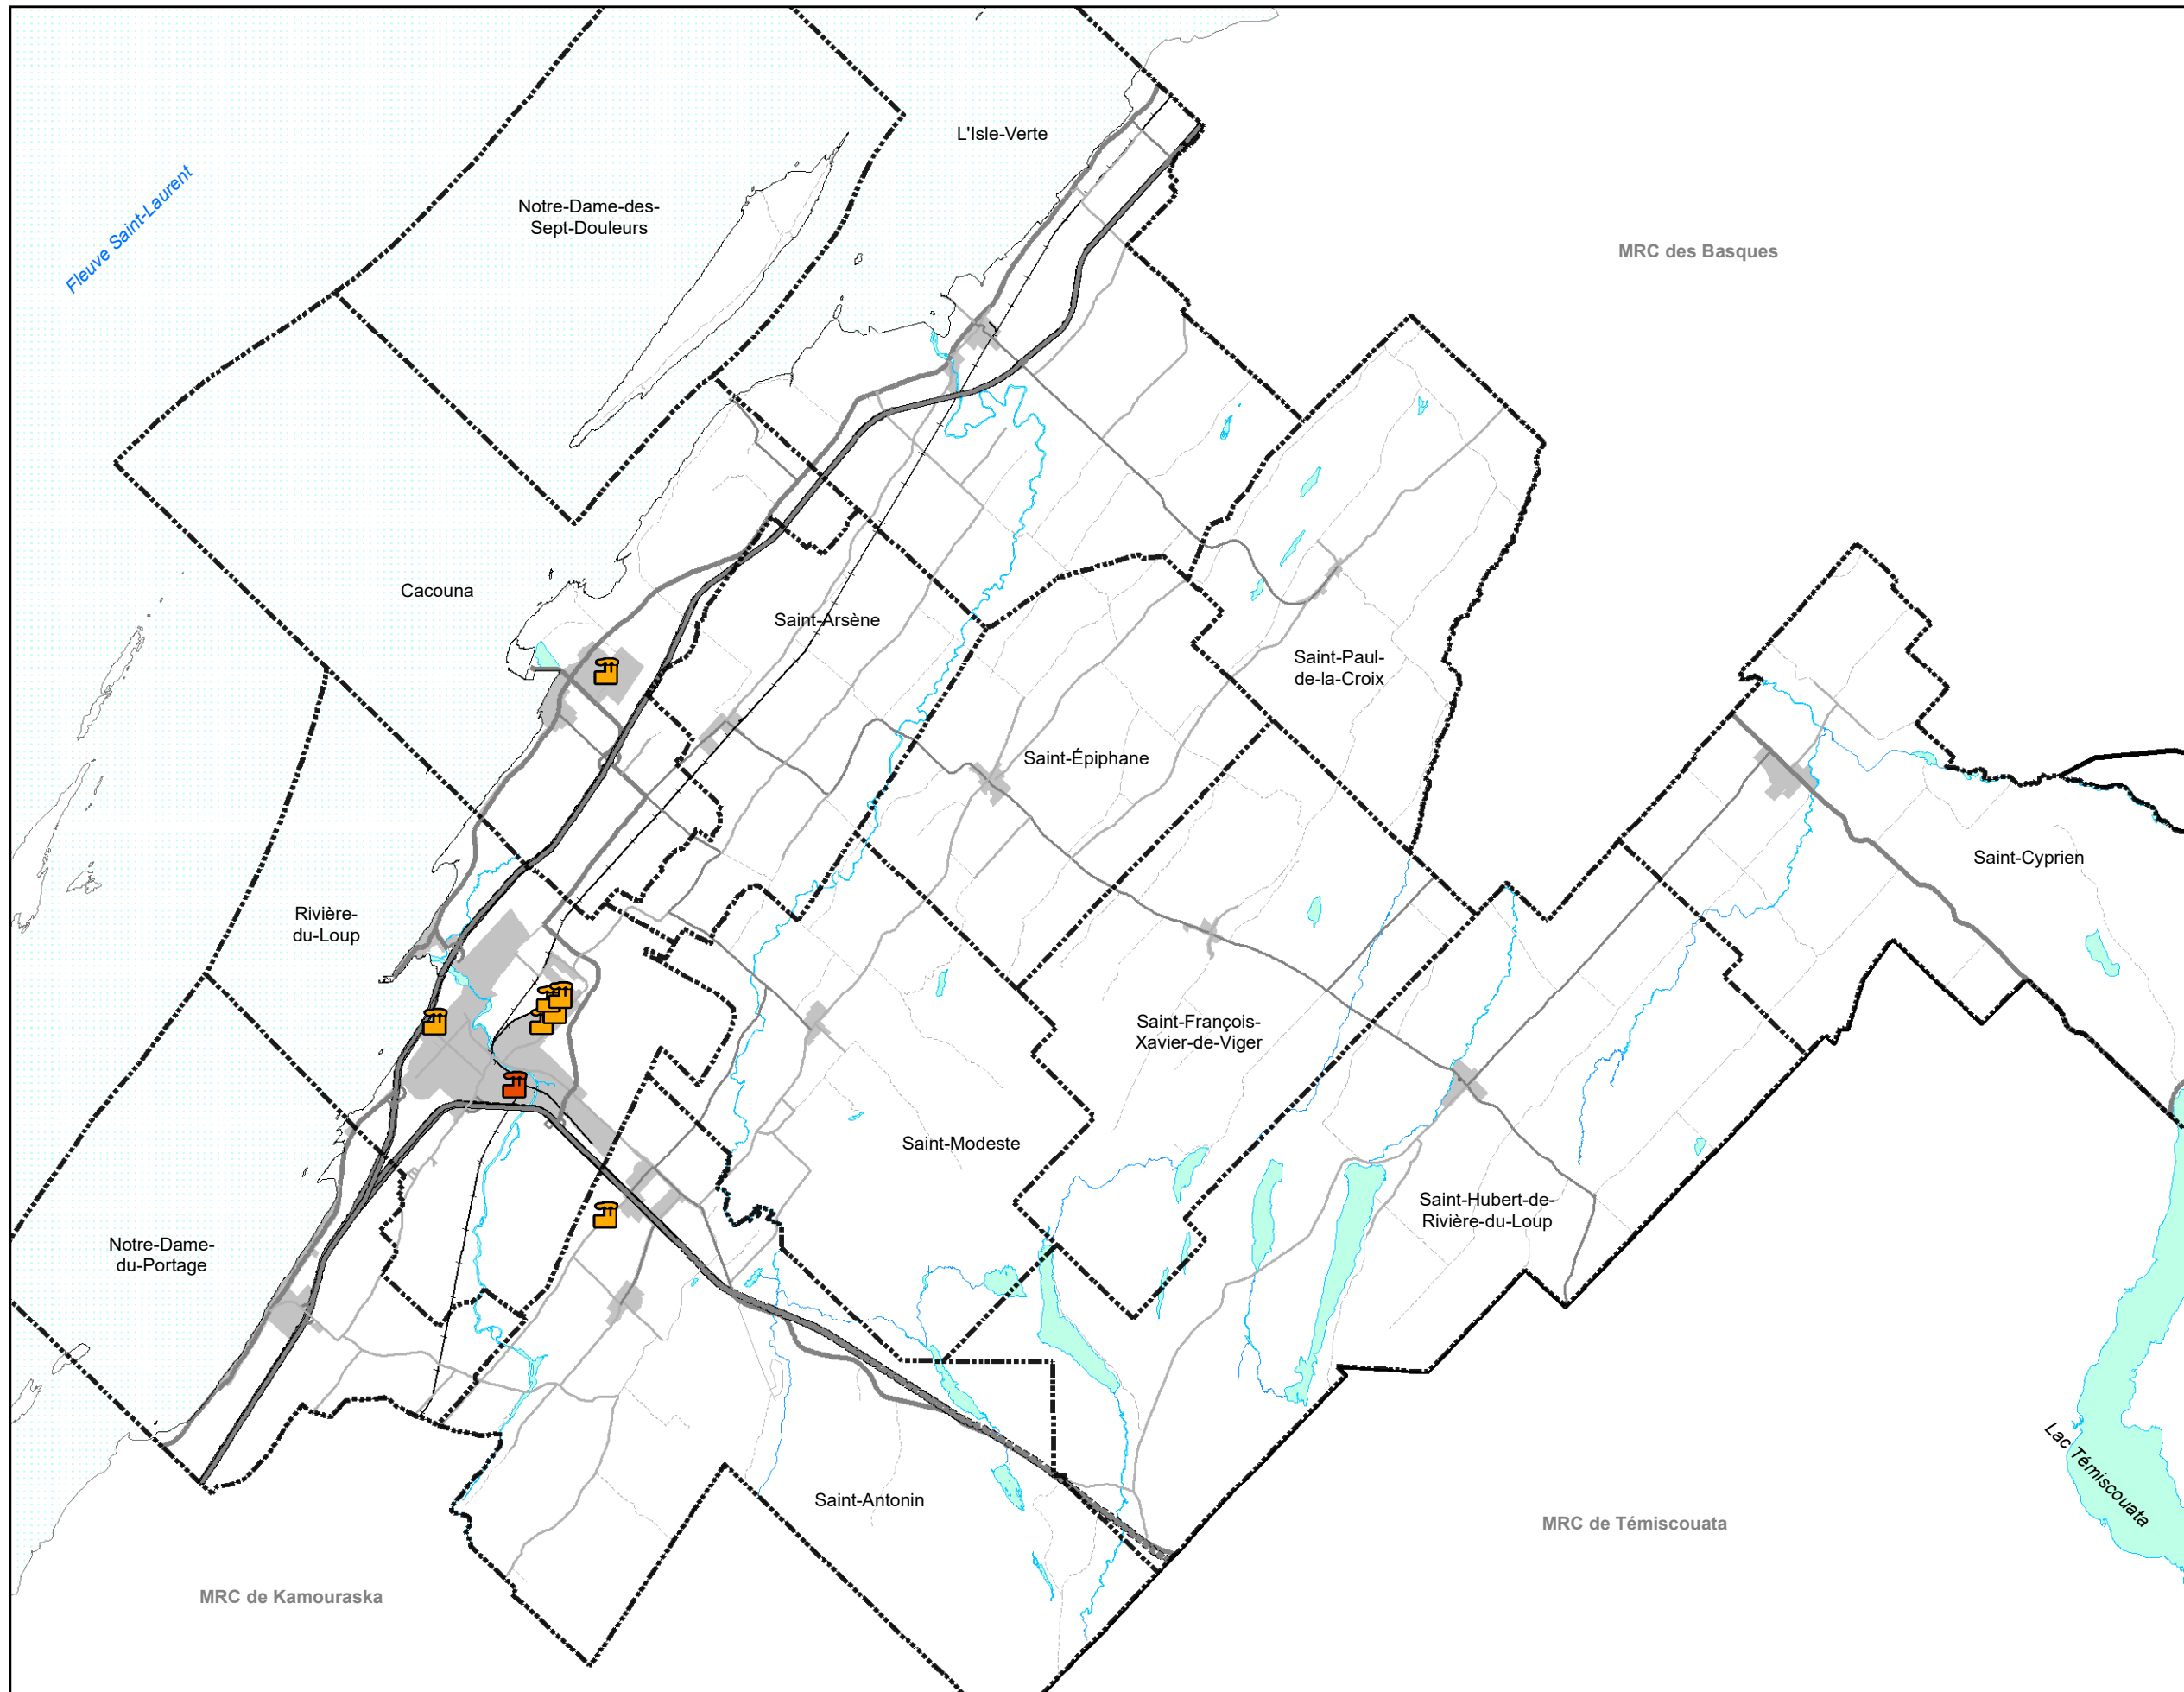 L'Isle-Verte
Fleuve Saint-Laurent
Notre-Dame-des-
Sept-Douleurs
MRC des Basques
Cacouna
Saint-Arsène
Saint-Paul-
de-la-Croix
Saint-Épiphane
Saint-Cyprien
Rivière-
du-Loup
Saint-François-
Xavier-de-Viger
Saint-Modeste
Saint-Hubert-de-
Rivière-du-Loup
Notre-Dame-
du-Portage
Lac Témiscouata
Saint-Antonin
MRC de Témiscouata
MRC de Kamouraska